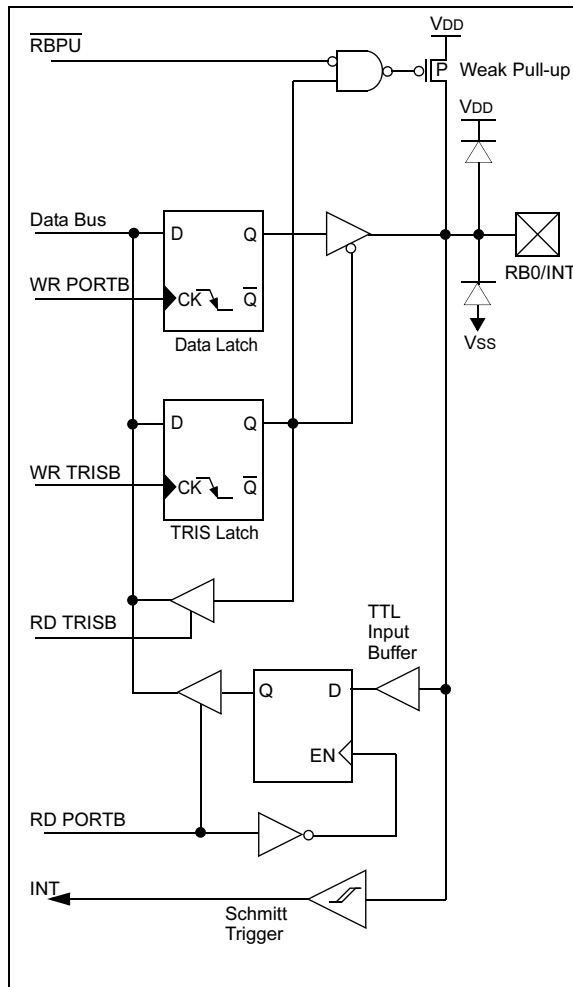 VDD
R̅B̅P̅U̅
P
Weak Pull-up
VDD
Data Bus
D
Q
RB0/INT
WR PORTB
CK
Q̅
VSS
Data Latch
D
Q
WR TRISB
CK
Q̅
TRIS Latch
RD TRISB
TTL
Input
Buffer
Q
D
EN
RD PORTB
INT
Schmitt
Trigger